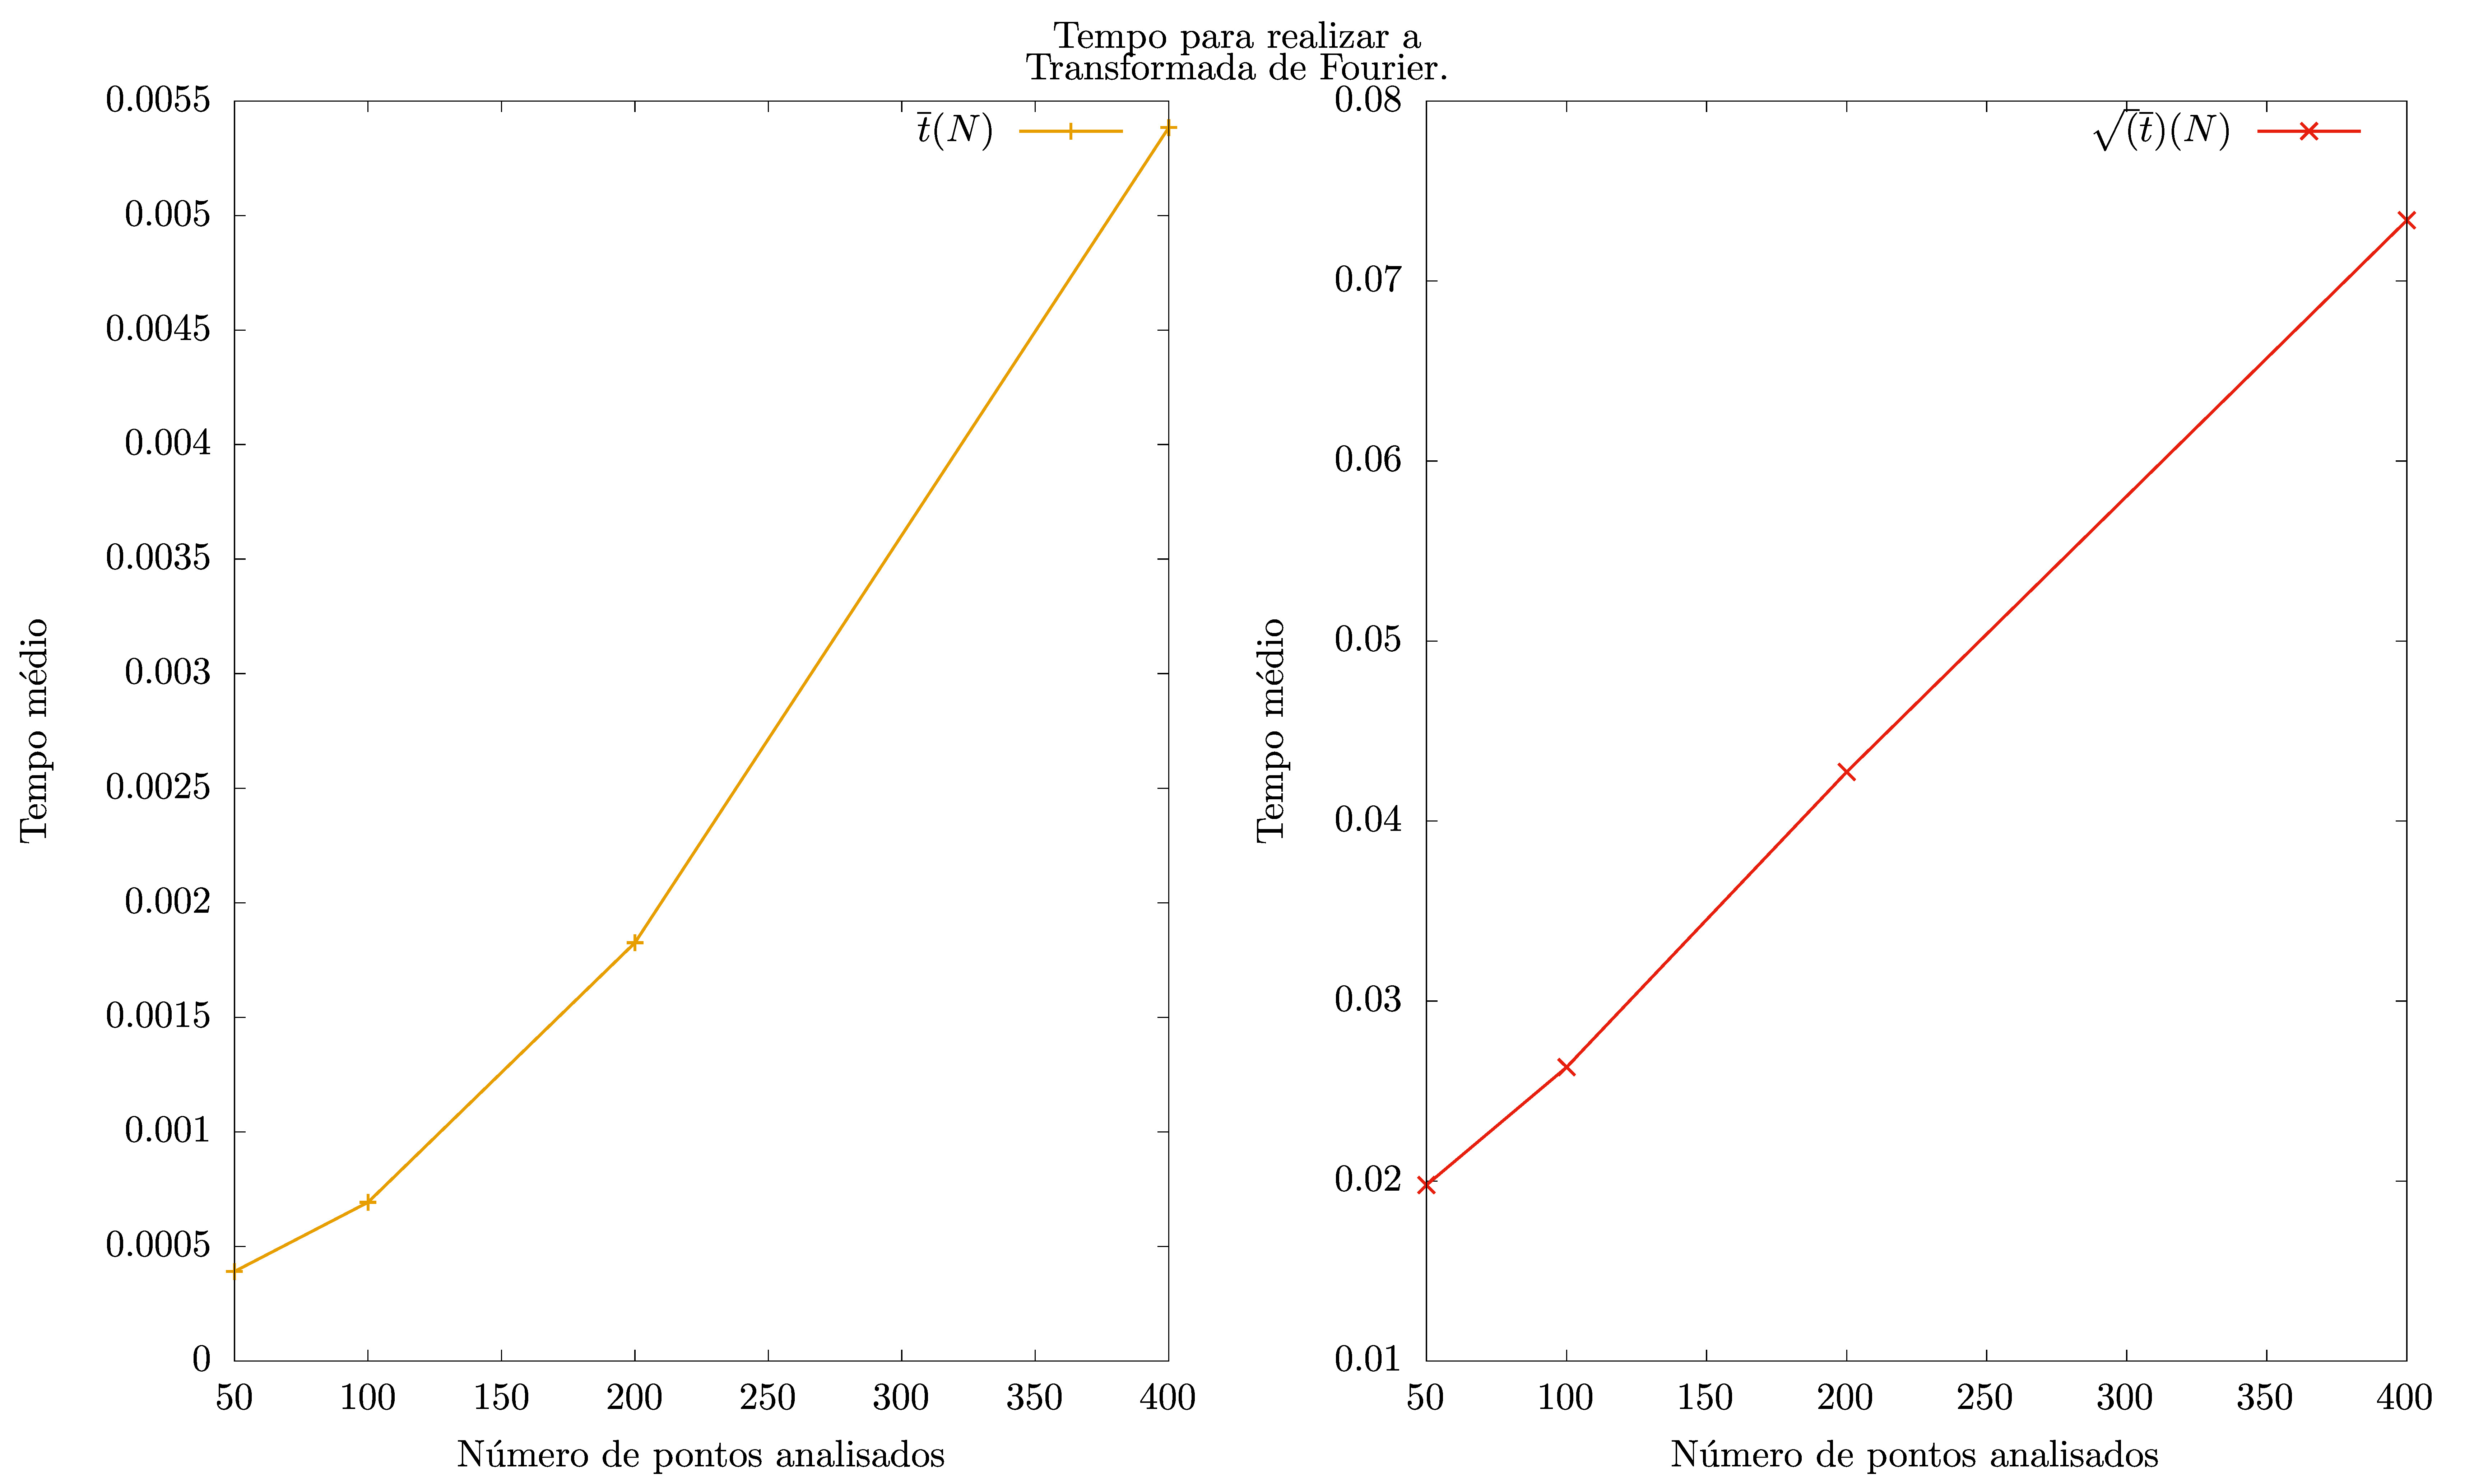 Tempo para realizar a
Transformada de Fourier.
t̅(N)
0.0055
0.005
0.0045
0.004
0.0035
0.003
0.0025
0.002
0.0015
0.001
0.0005
0
Tempo médio
50 100 150 200 250 300 350 400
Número de pontos analisados
√(t̅)(N)
0.08
0.07
0.06
0.05
0.04
0.03
0.02
0.01
Tempo médio
50 100 150 200 250 300 350 400
Número de pontos analisados